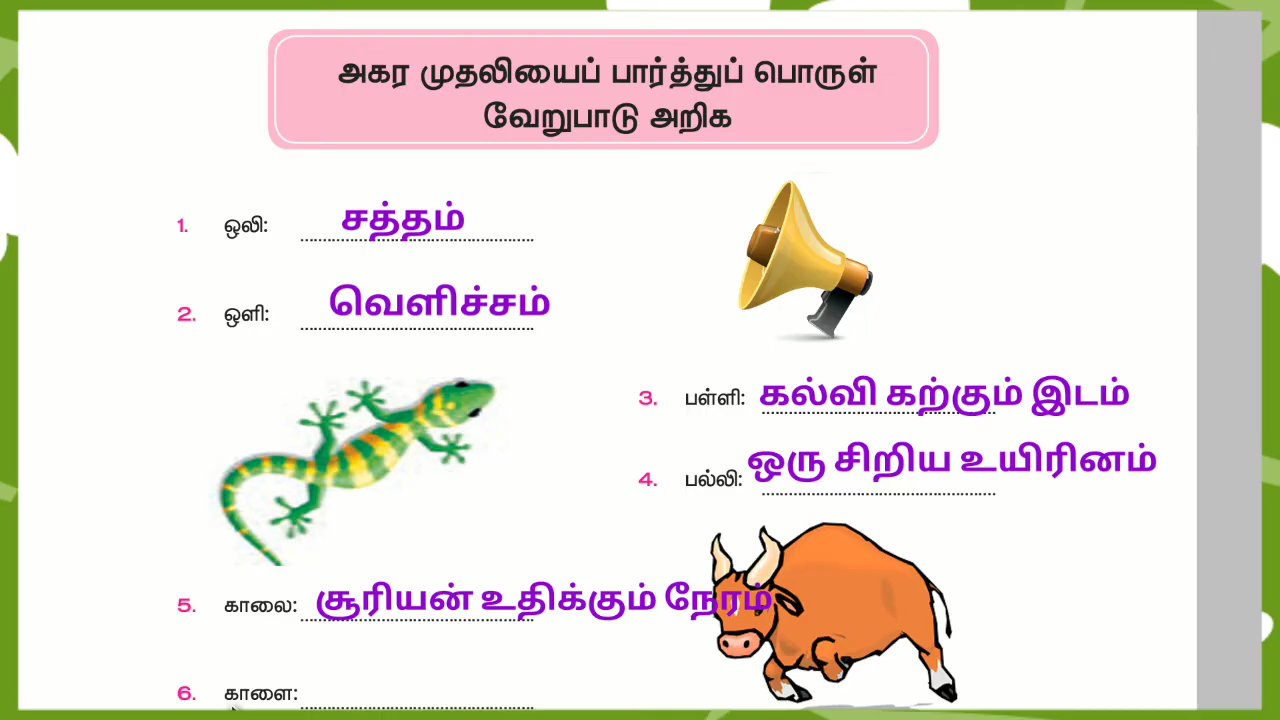 அகர முதலியைப் பார்த்துப் பொருள்
வேறுபாடு அறிக
1. ஒலி: சத்தம்
2. ஒளி: வெளிச்சம்
3. பள்ளி: கல்வி கற்கும் இடம்
4. பல்லி: ஒரு சிறிய உயிரினம்
5. காலை: சூரியன் உதிக்கும் நேரம்
6. காளை: